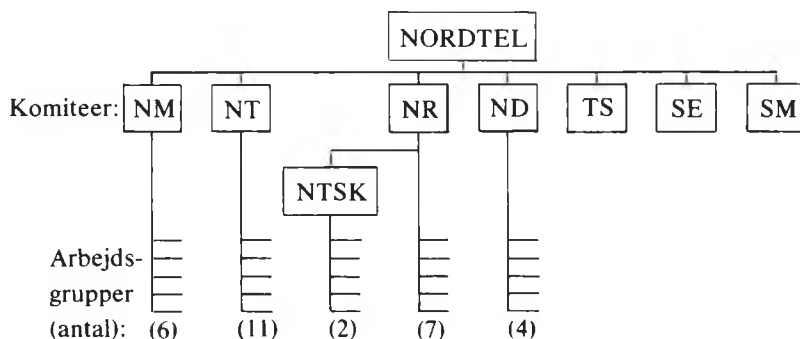 NORDTEL
Komiteer: NM NT NR ND TS SE SM
NTSK
Arbejds-
grupper
(antal): (6) (11) (2) (7) (4)